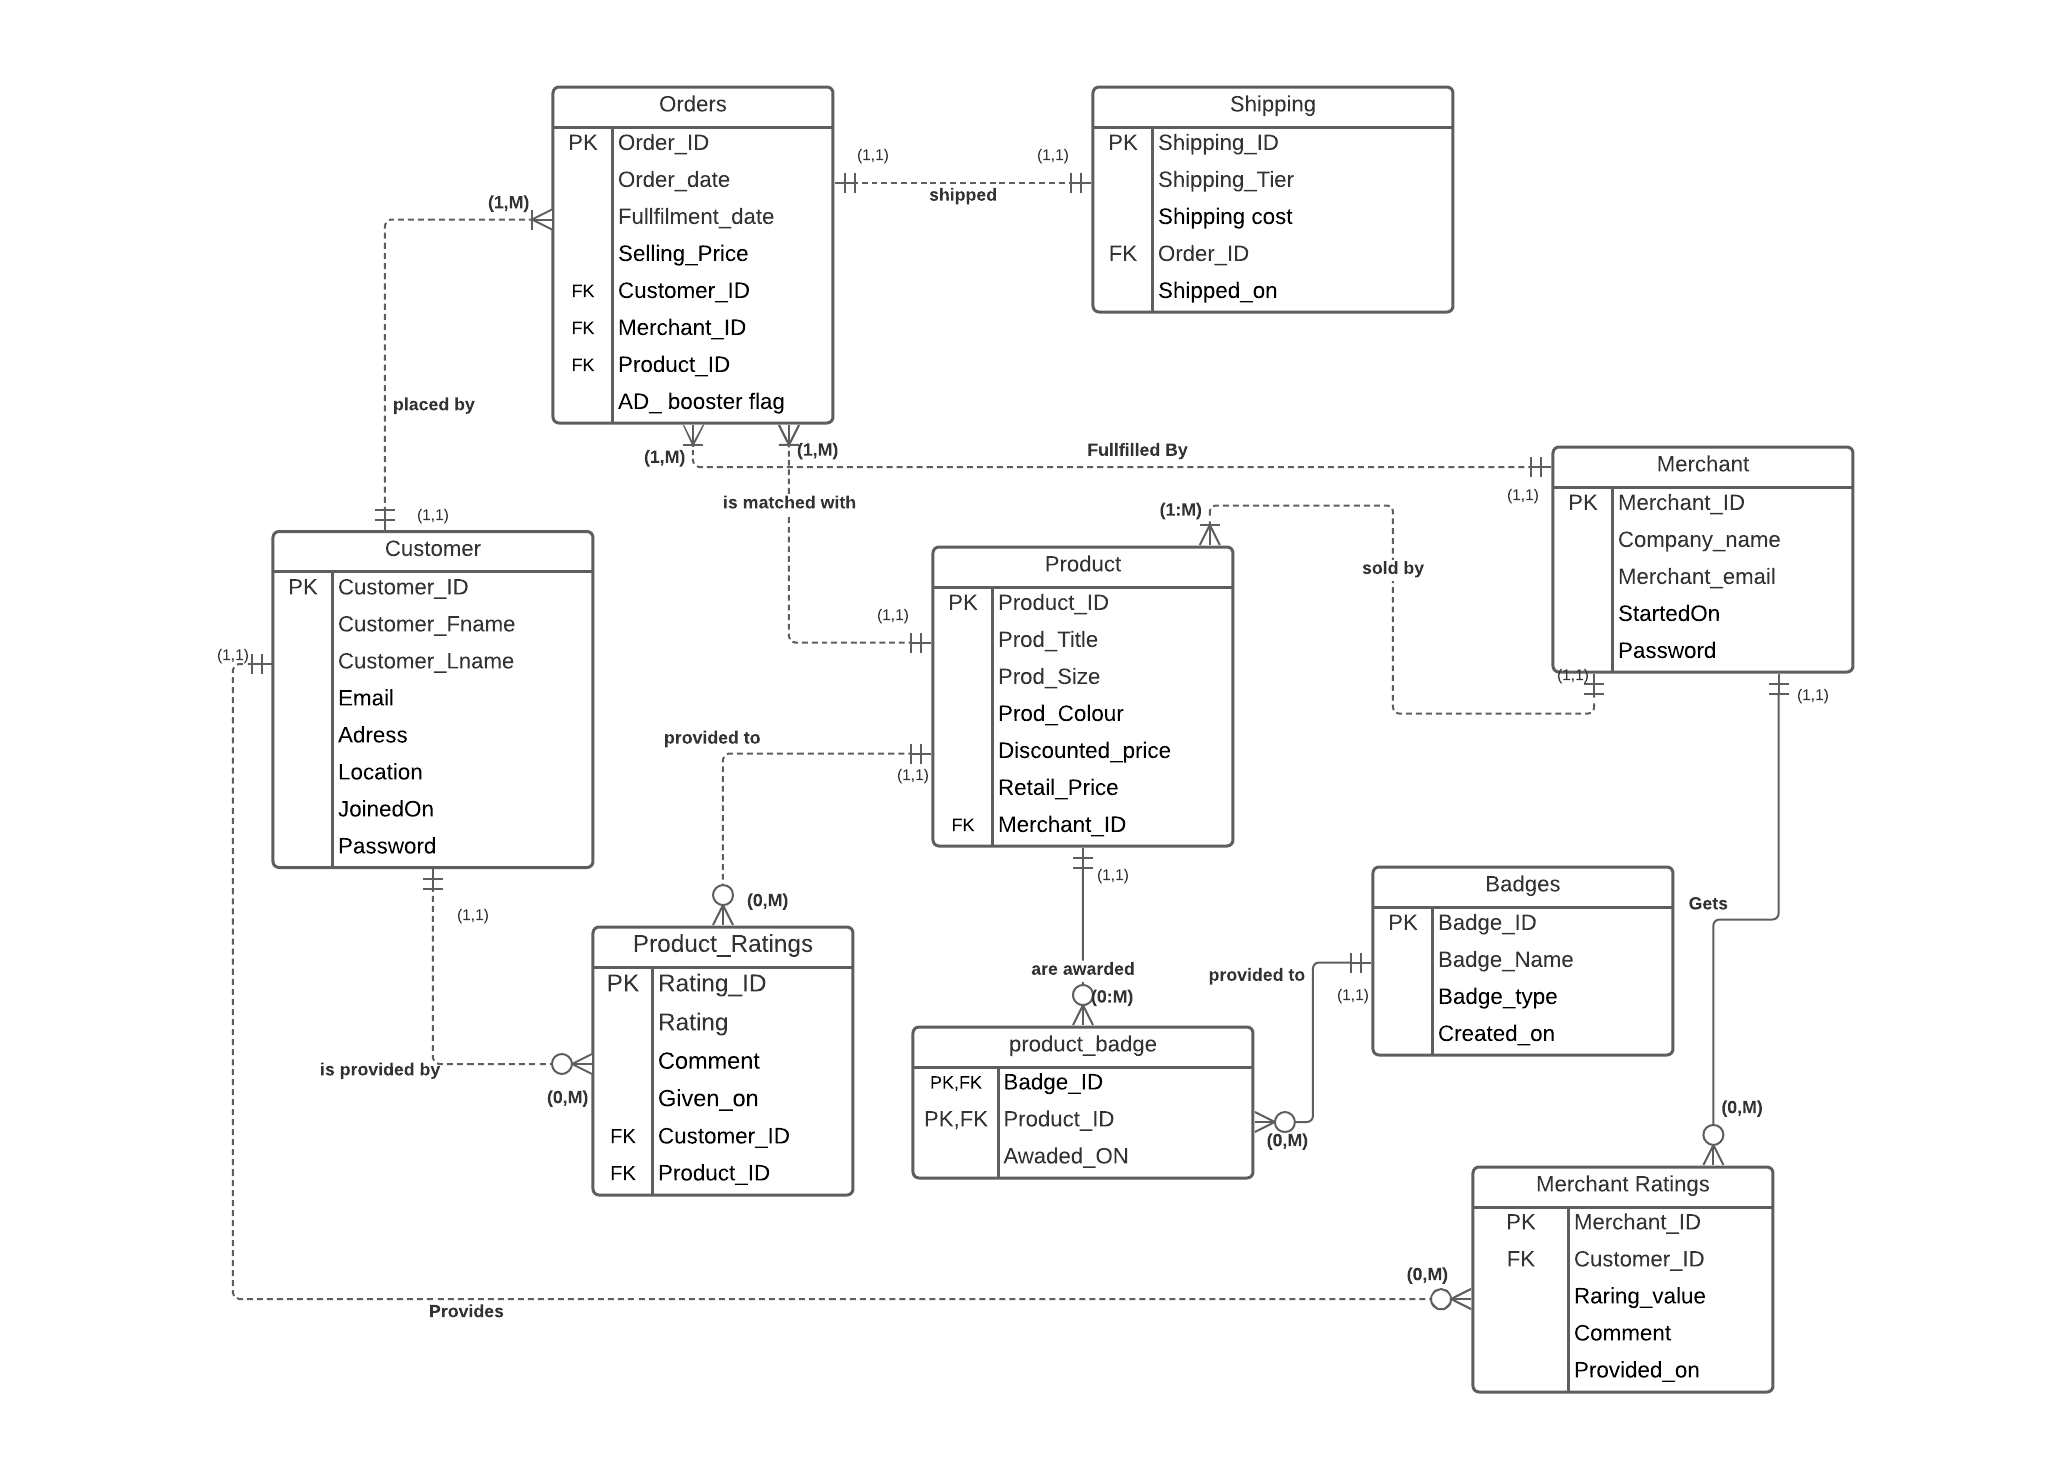 Orders
PK Order_ID
Order_date
Fullfilment_date
Selling_Price
FK Customer_ID
FK Merchant_ID
FK Product_ID
AD_ booster flag
(1,1)
(1,1)
shipped
Shipping
PK Shipping_ID
Shipping_Tier
Shipping cost
FK Order_ID
Shipped_on
(1,M)
placed by
(1,1)
(1,M)
(1,M)
Fullfilled By
(1,1)
is matched with
(1,1)
Merchant
PK Merchant_ID
Company_name
Merchant_email
StartedOn
Password
(1:M)
sold by
(1,1)
(1,1)
Customer
PK Customer_ID
Customer_Fname
Customer_Lname
Email
Adress
Location
JoinedOn
Password
(1,1)
(1,1)
Product
PK Product_ID
Prod_Title
Prod_Size
Prod_Colour
Discounted_price
Retail_Price
FK Merchant_ID
provided to
(1,1)
(0,M)
(1,1)
are awarded
(0:M)
Product_Ratings
PK Rating_ID
Rating
Comment
Given_on
FK Customer_ID
FK Product_ID
is provided by
(0,M)
product_badge
PK,FK Badge_ID
PK,FK Product_ID
Awaded_ON
provided to
(1,1)
(0,M)
Badges
PK Badge_ID
Badge_Name
Badge_type
Created_on
Gets
(0,M)
Merchant Ratings
PK Merchant_ID
FK Customer_ID
Raring_value
Comment
Provided_on
(0,M)
Provides